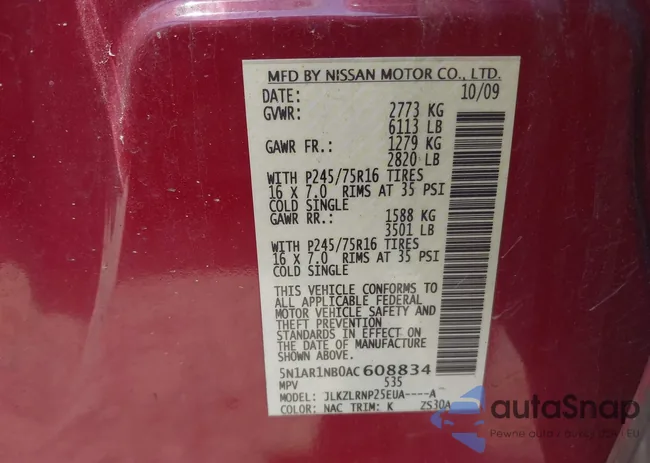 MFD BY NISSAN MOTOR CO., LTD.
DATE: 10/09
GVWR: 2773 KG
6113 LB
GAWR FR.: 1279 KG
2820 LB
WITH P245/75R16 TIRES
16 X 7.0 RIMS AT 35 PSI
COLD SINGLE
GAWR RR.: 1588 KG
3501 LB
WITH P245/75R16 TIRES
16 X 7.0 RIMS AT 35 PSI
COLD SINGLE
THIS VEHICLE CONFORMS TO
ALL APPLICABLE FEDERAL
MOTOR VEHICLE SAFETY AND
THEFT PREVENTION
STANDARDS IN EFFECT ON
THE DATE OF MANUFACTURE
SHOWN ABOVE.
5N1AR1NB0AC608834
MPV 535
MODEL: JLKZLRNP25EUA----A
COLOR: NAC TRIM: K ZS30A
autoSnap